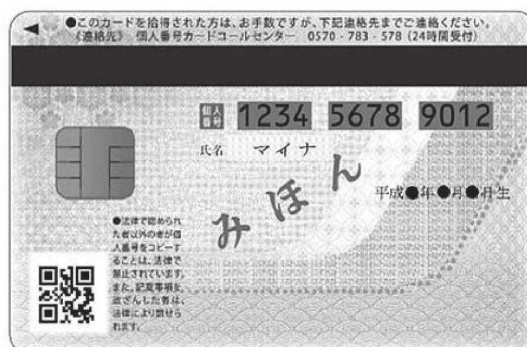 ●このカードを拾得された方は、お手数ですが、下記連絡先までご連絡ください。
《連絡先》 個人番号カードコールセンター 0570-783-578 (24時間受付)
個人番号 1234 5678 9012
氏名 マイナ
平成●年●月●日生
みほん
●法律で認められ
た者以外の者が個
人番号をコピーす
ることは、法律で
禁止されています。
また、記載事項を
改ざんした者は、
法律により罰せら
れます。